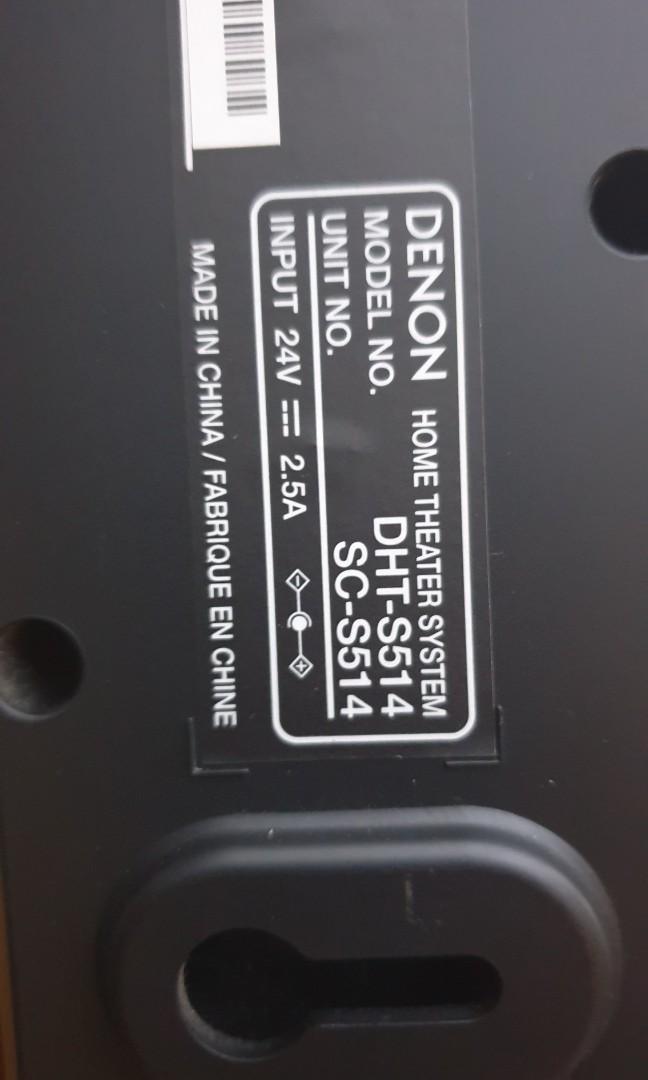 DENON HOME THEATER SYSTEM
MODEL NO. DHT-S514
UNIT NO. SC-S514
INPUT 24V ⎓ 2.5A
MADE IN CHINA / FABRIQUE EN CHINE